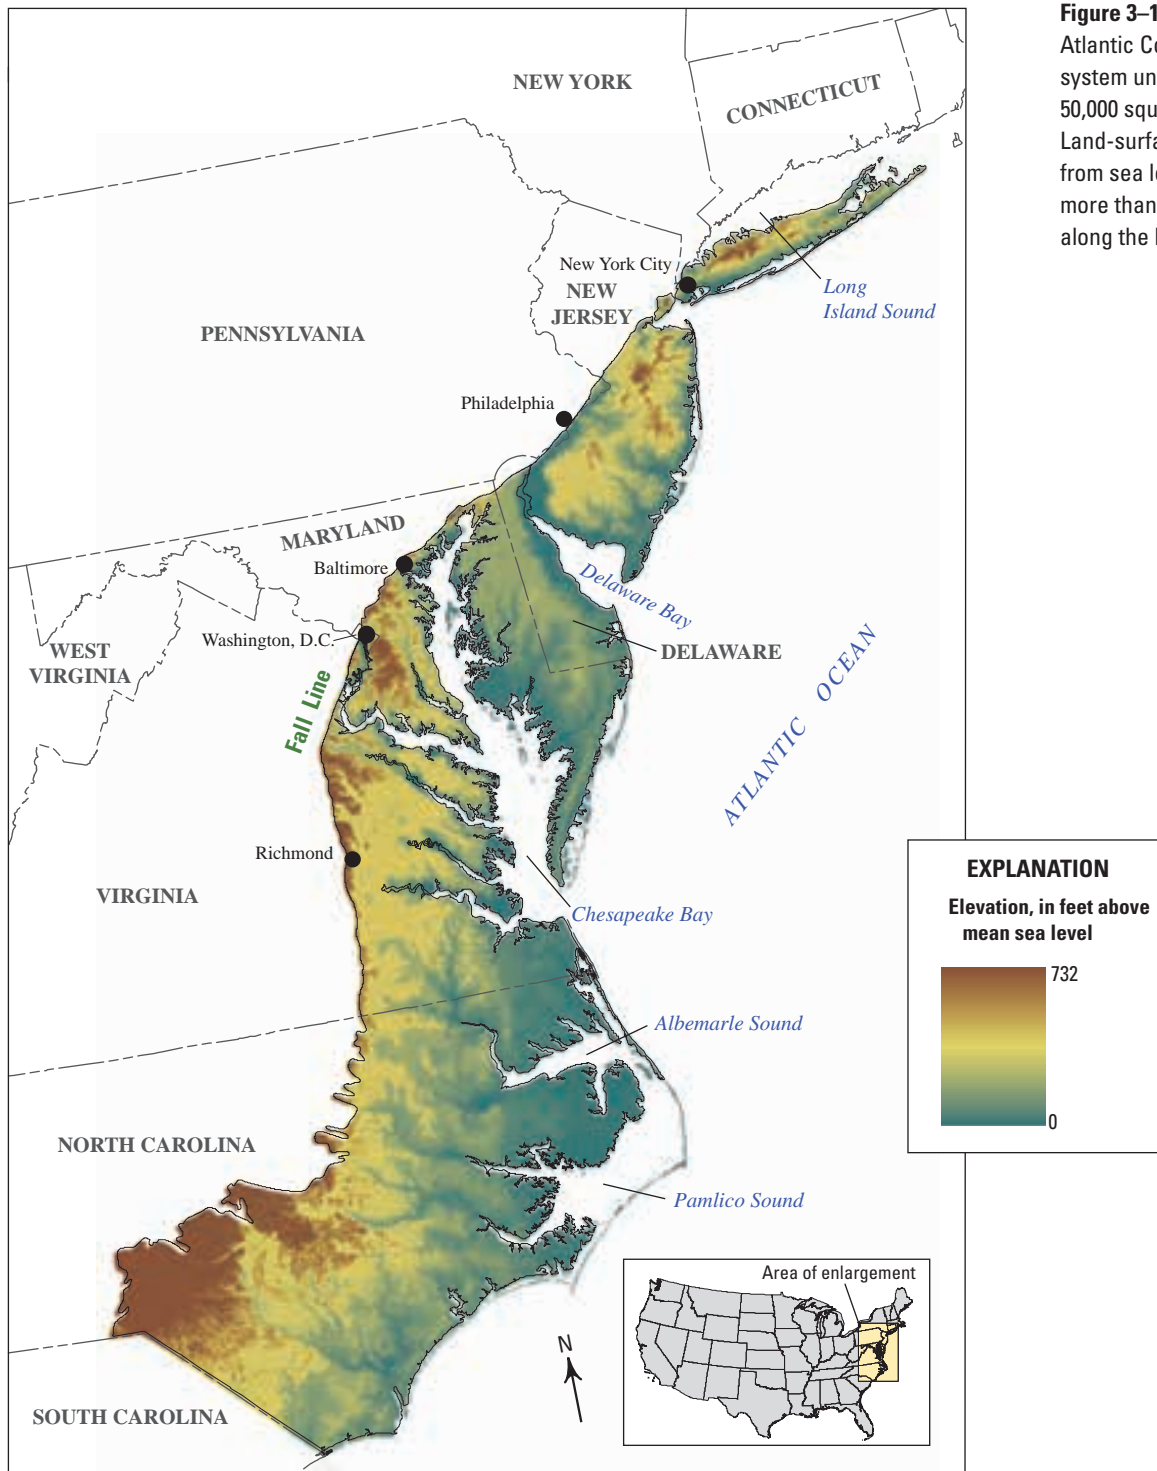 Figure 3–1
Atlantic Co
system un
50,000 squ
Land-surfa
from sea l
more than
along the
NEW YORK
CONNECTICUT
New York City
NEW
JERSEY
Long
Island Sound
PENNSYLVANIA
Philadelphia
MARYLAND
Baltimore
Delaware Bay
Washington, D.C.
WEST
VIRGINIA
DELAWARE
Fall Line
ATLANTIC OCEAN
Richmond
VIRGINIA
Chesapeake Bay
EXPLANATION
Elevation, in feet above
mean sea level
732
0
Albemarle Sound
NORTH CAROLINA
Pamlico Sound
Area of enlargement
N
SOUTH CAROLINA